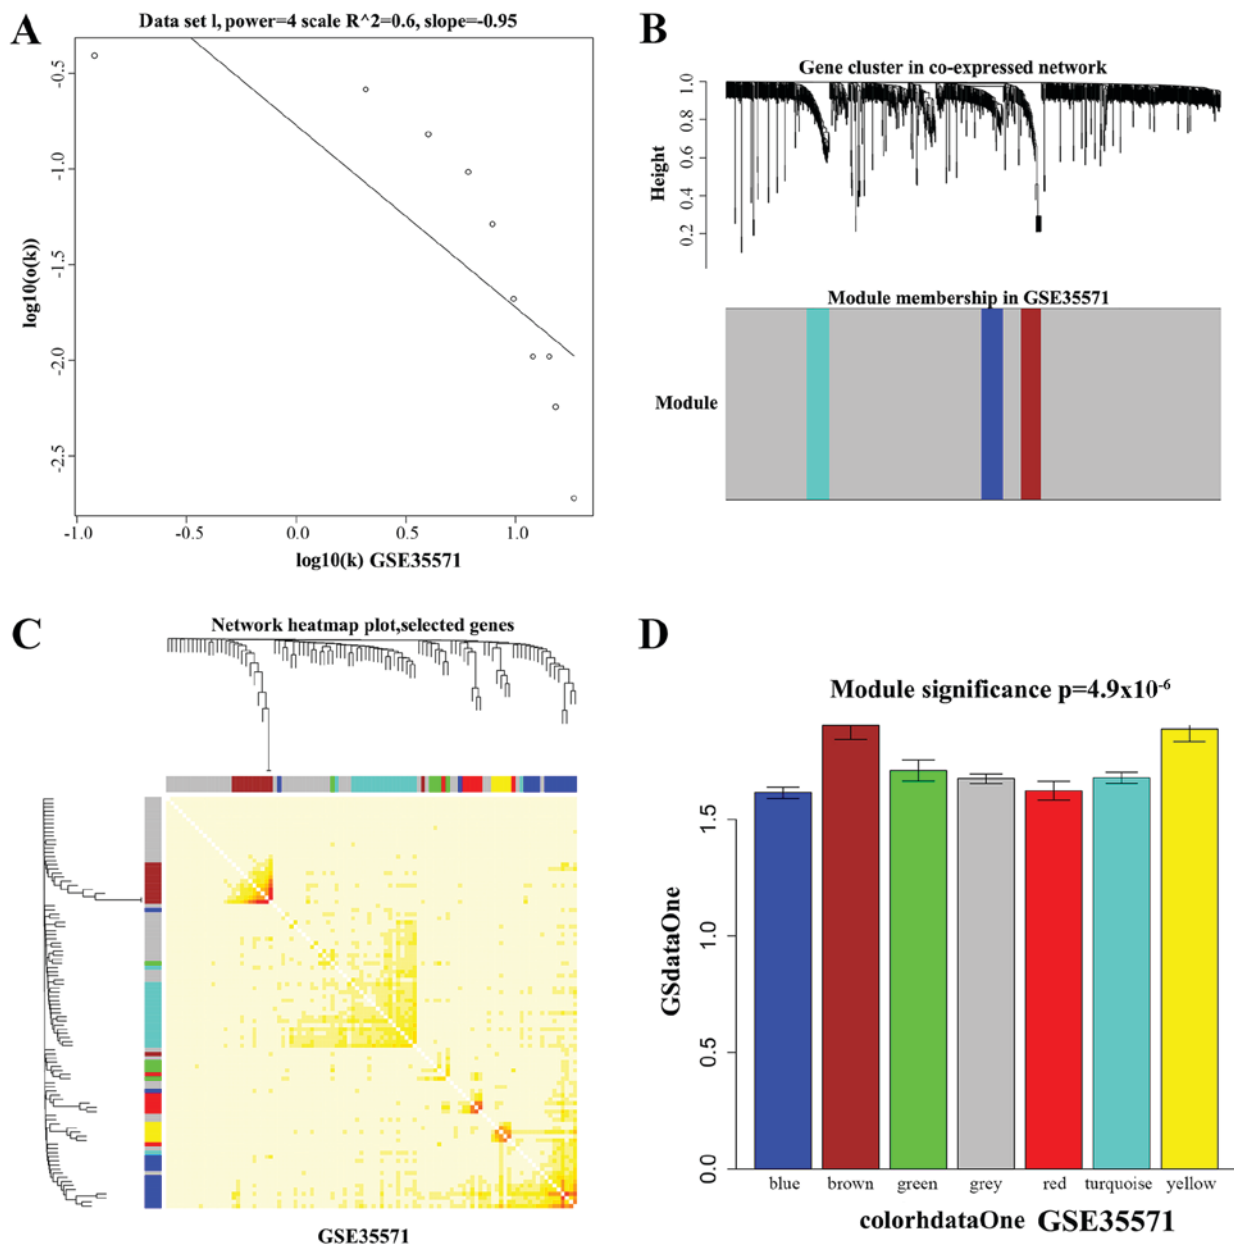 A
Data set l, power=4 scale R^2=0.6, slope=-0.95
log10(o(k))
-0.5
-1.0
-1.5
-2.0
-2.5
-1.0 -0.5 0.0 0.5 1.0
log10(k) GSE35571
B
Gene cluster in co-expressed network
Height
1.0
0.8
0.6
0.4
0.2
Module membership in GSE35571
Module
C
Network heatmap plot,selected genes
GSE35571
D
Module significance p=4.9x10-6
GSdataOne
1.5
1.0
0.5
0.0
blue brown green grey red turquoise yellow
colorhdataOne GSE35571